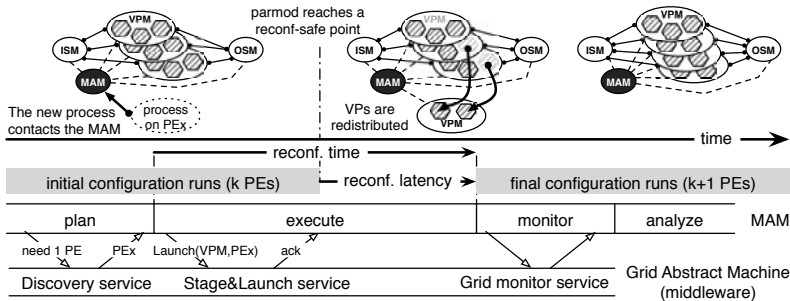 VPM
ISM
OSM
MAM
The new process
contacts the MAM
process
on PEx
parmod reaches a
reconf-safe point
VPM
ISM
OSM
MAM
VPs are
redistributed
VPM
VPM
ISM
OSM
MAM
time
reconf. time
initial configuration runs (k PEs)
reconf. latency
final configuration runs (k+1 PEs)
plan
execute
monitor
analyze
MAM
need 1 PE
PEx
Launch(VPM,PEx)
ack
Discovery service
Stage&Launch service
Grid monitor service
Grid Abstract Machine
(middleware)